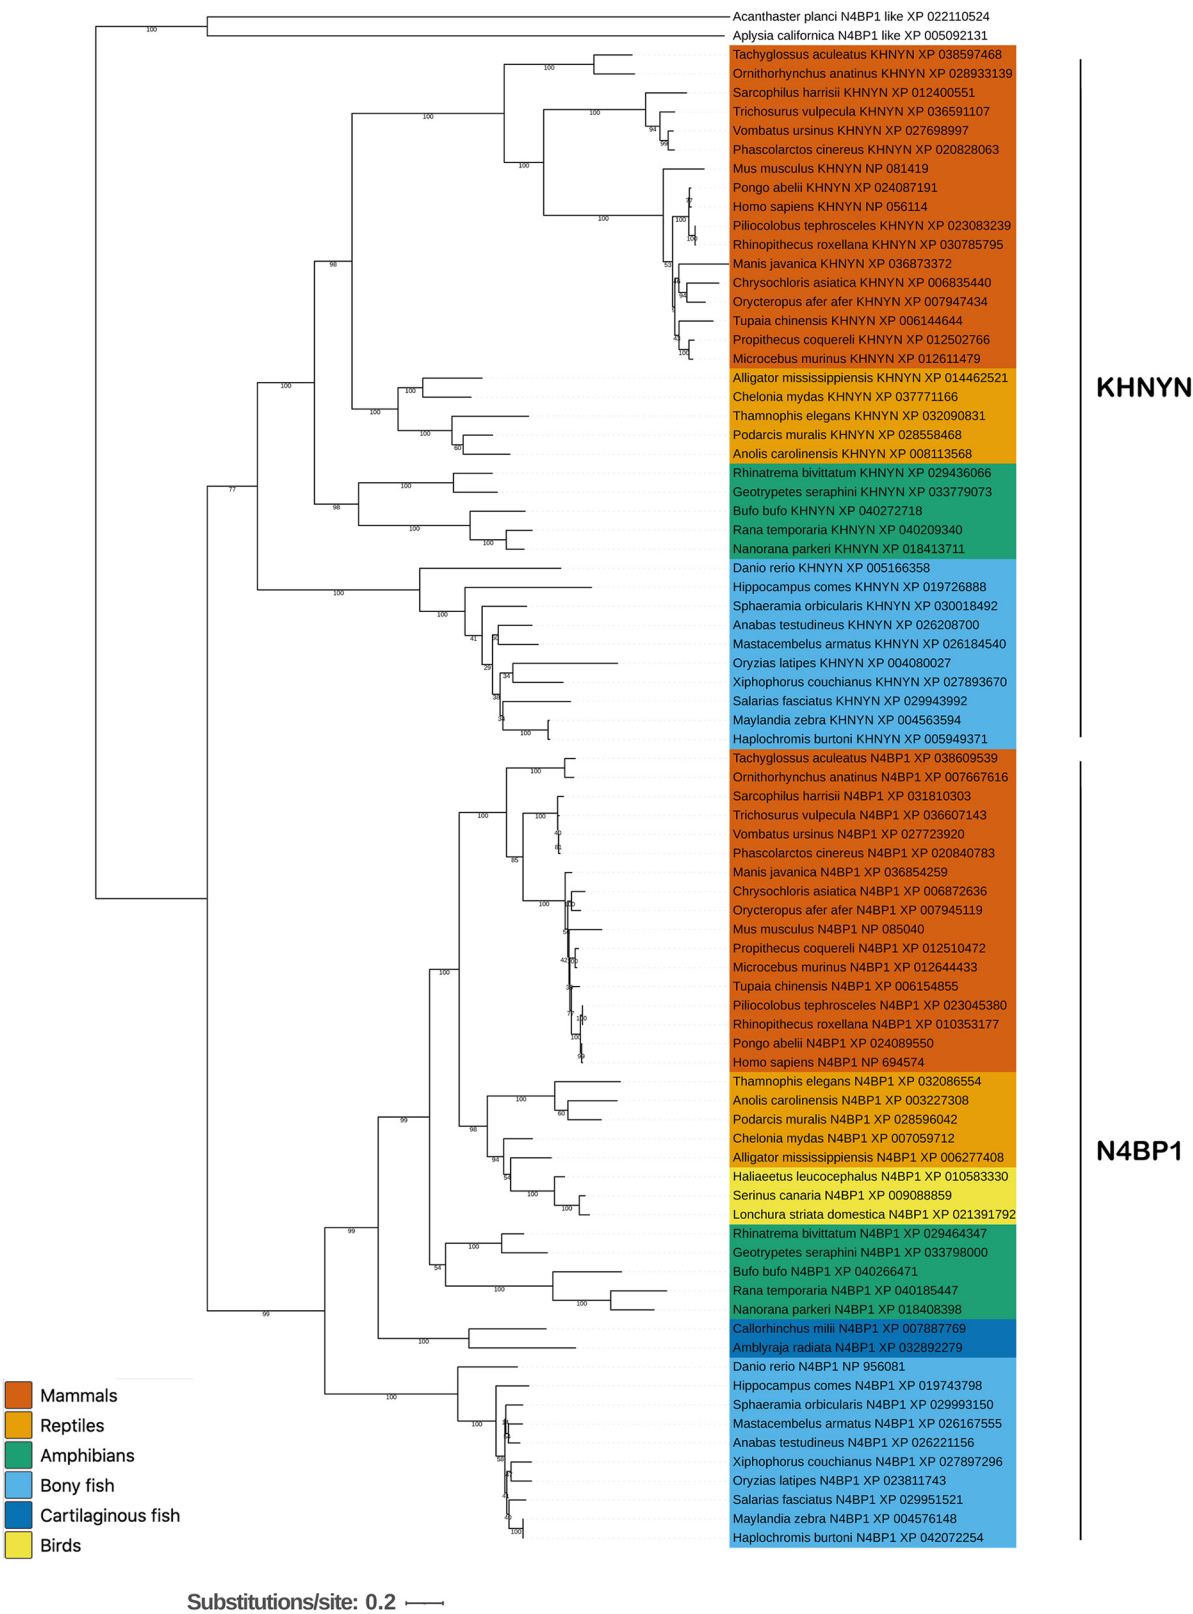 Acanthaster planci N4BP1 like XP 022110524
Aplysia californica N4BP1 like XP 005092131
Tachyglossus aculeatus KHNYN XP 038597468
Ornithorhynchus anatinus KHNYN XP 028933139
Sarcophilus harrisii KHNYN XP 012400551
Trichosurus vulpecula KHNYN XP 036591107
Vombatus ursinus KHNYN XP 027698997
Phascolarctos cinereus KHNYN XP 020828063
Mus musculus KHNYN NP 081419
Pongo abelii KHNYN XP 024087191
Homo sapiens KHNYN NP 056114
Piliocolobus tephrosceles KHNYN XP 023083239
Rhinopithecus roxellana KHNYN XP 030785795
Manis javanica KHNYN XP 036873372
Chrysochloris asiatica KHNYN XP 006835440
Orycteropus afer afer KHNYN XP 007947434
Tupaia chinensis KHNYN XP 006144644
Propithecus coquereli KHNYN XP 012502766
Microcebus murinus KHNYN XP 012611479
Alligator mississippiensis KHNYN XP 014462521
Chelonia mydas KHNYN XP 037771166
Thamnophis elegans KHNYN XP 032090831
Podarcis muralis KHNYN XP 028558468
Anolis carolinensis KHNYN XP 008113568
Rhinatrema bivittatum KHNYN XP 029436066
Geotrypetes seraphini KHNYN XP 033779073
Bufo bufo KHNYN XP 040272718
Rana temporaria KHNYN XP 040209340
Nanorana parkeri KHNYN XP 018413711
Danio rerio KHNYN XP 005166358
Hippocampus comes KHNYN XP 019726888
Sphaeramia orbicularis KHNYN XP 030018492
Anabas testudineus KHNYN XP 026208700
Mastacembelus armatus KHNYN XP 026184540
Oryzias latipes KHNYN XP 004080027
Xiphophorus couchianus KHNYN XP 027893670
Salarias fasciatus KHNYN XP 029943992
Maylandia zebra KHNYN XP 004563594
Haplochromis burtoni KHNYN XP 005949371
KHNYN
Tachyglossus aculeatus N4BP1 XP 038609539
Ornithorhynchus anatinus N4BP1 XP 007667616
Sarcophilus harrisii N4BP1 XP 031810303
Trichosurus vulpecula N4BP1 XP 036607143
Vombatus ursinus N4BP1 XP 027723920
Phascolarctos cinereus N4BP1 XP 020840783
Manis javanica N4BP1 XP 036854259
Chrysochloris asiatica N4BP1 XP 006872636
Orycteropus afer afer N4BP1 XP 007945119
Mus musculus N4BP1 NP 085040
Propithecus coquereli N4BP1 XP 012510472
Microcebus murinus N4BP1 XP 012644433
Tupaia chinensis N4BP1 XP 006154855
Piliocolobus tephrosceles N4BP1 XP 023045380
Rhinopithecus roxellana N4BP1 XP 010353177
Pongo abelii N4BP1 XP 024089550
Homo sapiens N4BP1 NP 694574
Thamnophis elegans N4BP1 XP 032086554
Anolis carolinensis N4BP1 XP 003227308
Podarcis muralis N4BP1 XP 028596042
Chelonia mydas N4BP1 XP 007059712
Alligator mississippiensis N4BP1 XP 006277408
Haliaeetus leucocephalus N4BP1 XP 010583330
Serinus canaria N4BP1 XP 009088859
Lonchura striata domestica N4BP1 XP 021391792
Rhinatrema bivittatum N4BP1 XP 029464347
Geotrypetes seraphini N4BP1 XP 033798000
Bufo bufo N4BP1 XP 040266471
Rana temporaria N4BP1 XP 040185447
Nanorana parkeri N4BP1 XP 018408398
Callorhinchus milii N4BP1 XP 007887769
Amblyraja radiata N4BP1 XP 032892279
Danio rerio N4BP1 NP 956081
Hippocampus comes N4BP1 XP 019743798
Sphaeramia orbicularis N4BP1 XP 029993150
Mastacembelus armatus N4BP1 XP 026167555
Anabas testudineus N4BP1 XP 026221156
Xiphophorus couchianus N4BP1 XP 027897296
Oryzias latipes N4BP1 XP 023811743
Salarias fasciatus N4BP1 XP 029951521
Maylandia zebra N4BP1 XP 004576148
Haplochromis burtoni N4BP1 XP 042072254
N4BP1
Mammals
Reptiles
Amphibians
Bony fish
Cartilaginous fish
Birds
Substitutions/site: 0.2